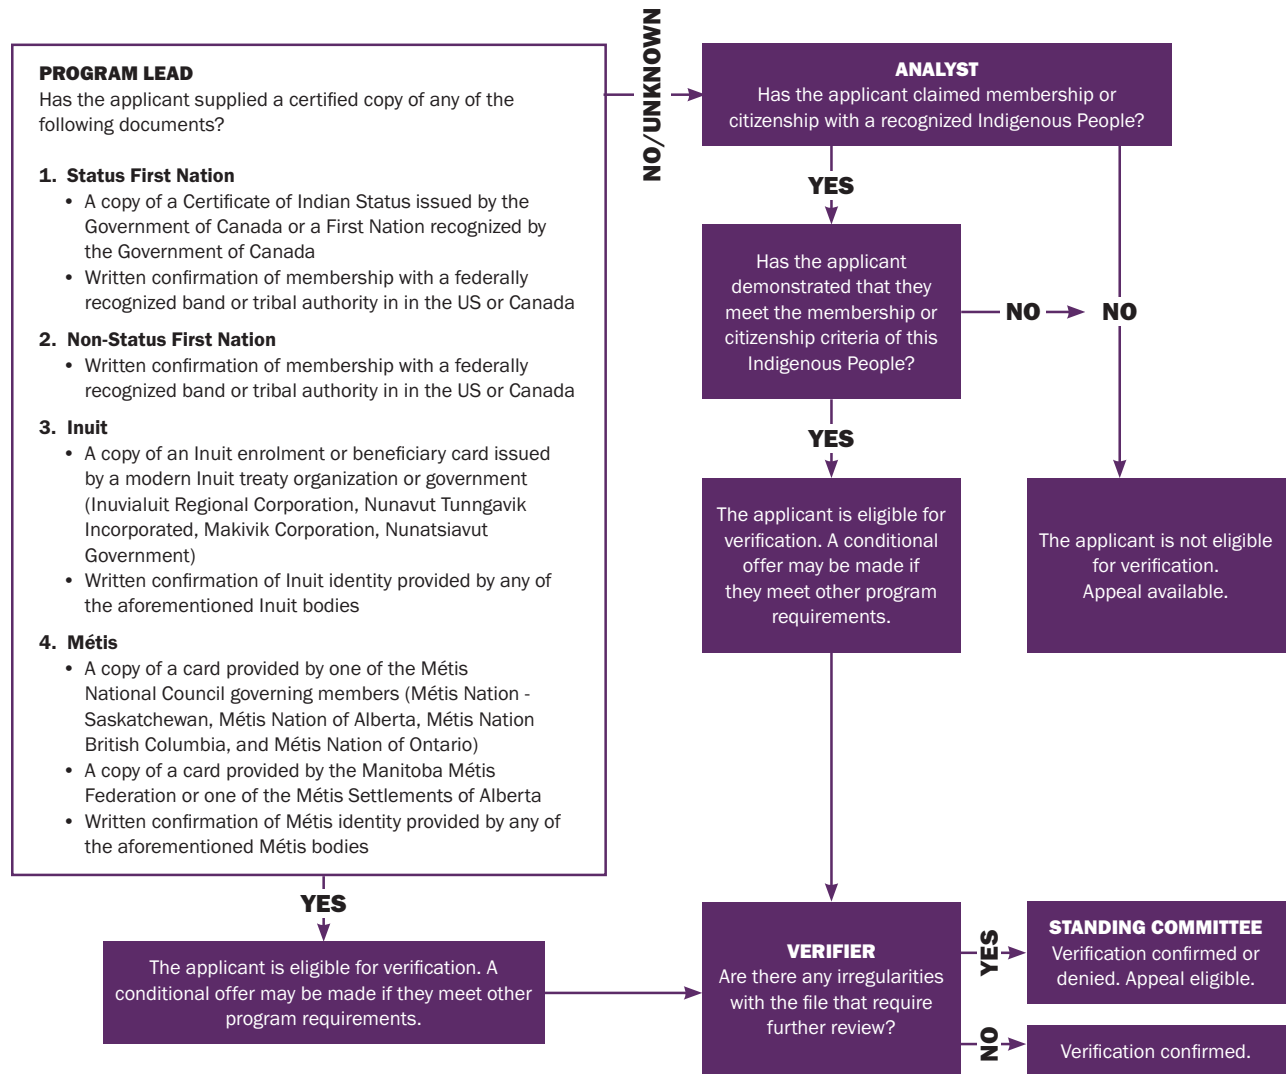 PROGRAM LEAD
Has the applicant supplied a certified copy of any of the
following documents?
1. Status First Nation
• A copy of a Certificate of Indian Status issued by the
Government of Canada or a First Nation recognized by
the Government of Canada
• Written confirmation of membership with a federally
recognized band or tribal authority in in the US or Canada
2. Non-Status First Nation
• Written confirmation of membership with a federally
recognized band or tribal authority in in the US or Canada
3. Inuit
• A copy of an Inuit enrolment or beneficiary card issued
by a modern Inuit treaty organization or government
(Inuvialuit Regional Corporation, Nunavut Tunngavik
Incorporated, Makivik Corporation, Nunatsiavut
Government)
• Written confirmation of Inuit identity provided by any of
the aforementioned Inuit bodies
4. Métis
• A copy of a card provided by one of the Métis
National Council governing members (Métis Nation -
Saskatchewan, Métis Nation of Alberta, Métis Nation
British Columbia, and Métis Nation of Ontario)
• A copy of a card provided by the Manitoba Métis
Federation or one of the Métis Settlements of Alberta
• Written confirmation of Métis identity provided by any of
the aforementioned Métis bodies
YES
The applicant is eligible for verification. A
conditional offer may be made if they meet other
program requirements.
NO/UNKNOWN
ANALYST
Has the applicant claimed membership or
citizenship with a recognized Indigenous People?
YES
Has the applicant
demonstrated that they
meet the membership or
citizenship criteria of this
Indigenous People?
NO
NO
YES
The applicant is eligible for
verification. A conditional
offer may be made if
they meet other program
requirements.
The applicant is not eligible
for verification.
Appeal available.
VERIFIER
Are there any irregularities
with the file that require
further review?
YES
STANDING COMMITTEE
Verification confirmed or
denied. Appeal eligible.
NO
Verification confirmed.